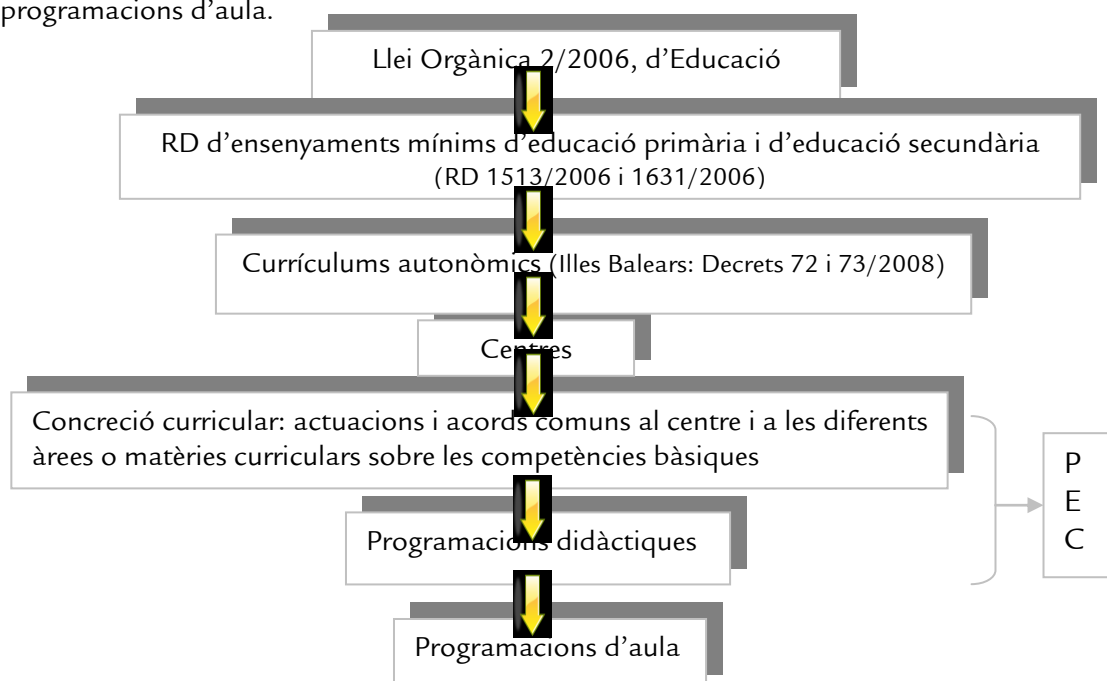 programacions d’aula.
Llei Orgànica 2/2006, d’Educació
RD d’ensenyaments mínims d’educació primària i d’educació secundària
(RD 1513/2006 i 1631/2006)
Currículums autonòmics (Illes Balears: Decrets 72 i 73/2008)
Centres
Concreció curricular: actuacions i acords comuns al centre i a les diferents
àrees o matèries curriculars sobre les competències bàsiques
P
E
C
Programacions didàctiques
Programacions d’aula